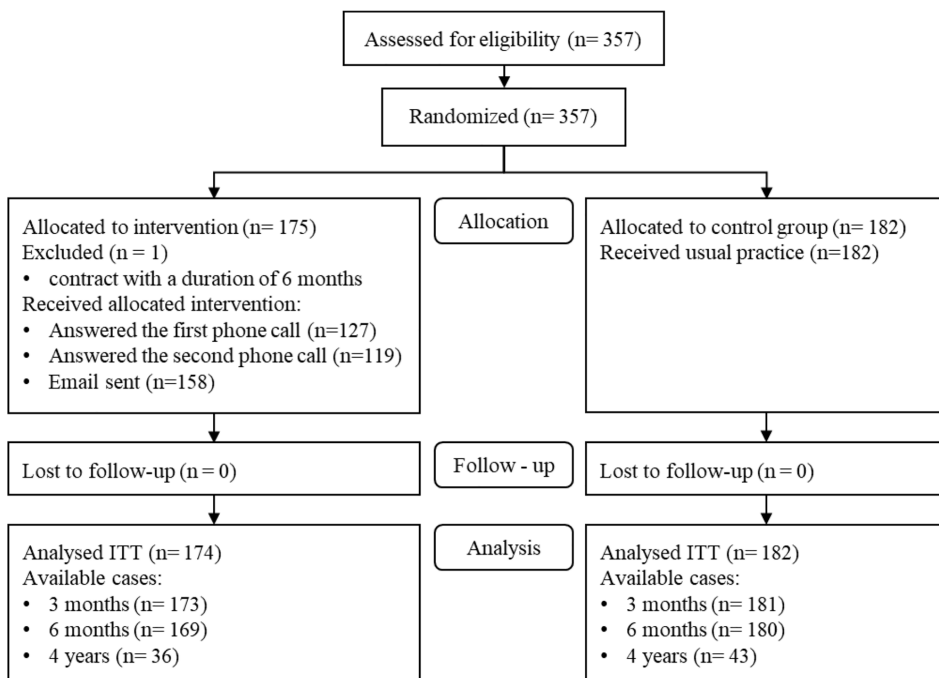 Assessed for eligibility (n= 357)
Randomized (n= 357)
Allocation
Allocated to intervention (n= 175)
Excluded (n = 1)
• contract with a duration of 6 months
Received allocated intervention:
• Answered the first phone call (n=127)
• Answered the second phone call (n=119)
• Email sent (n=158)
Allocated to control group (n= 182)
Received usual practice (n=182)
Follow - up
Lost to follow-up (n = 0)
Lost to follow-up (n = 0)
Analysis
Analysed ITT (n= 174)
Available cases:
• 3 months (n= 173)
• 6 months (n= 169)
• 4 years (n= 36)
Analysed ITT (n= 182)
Available cases:
• 3 months (n= 181)
• 6 months (n= 180)
• 4 years (n= 43)